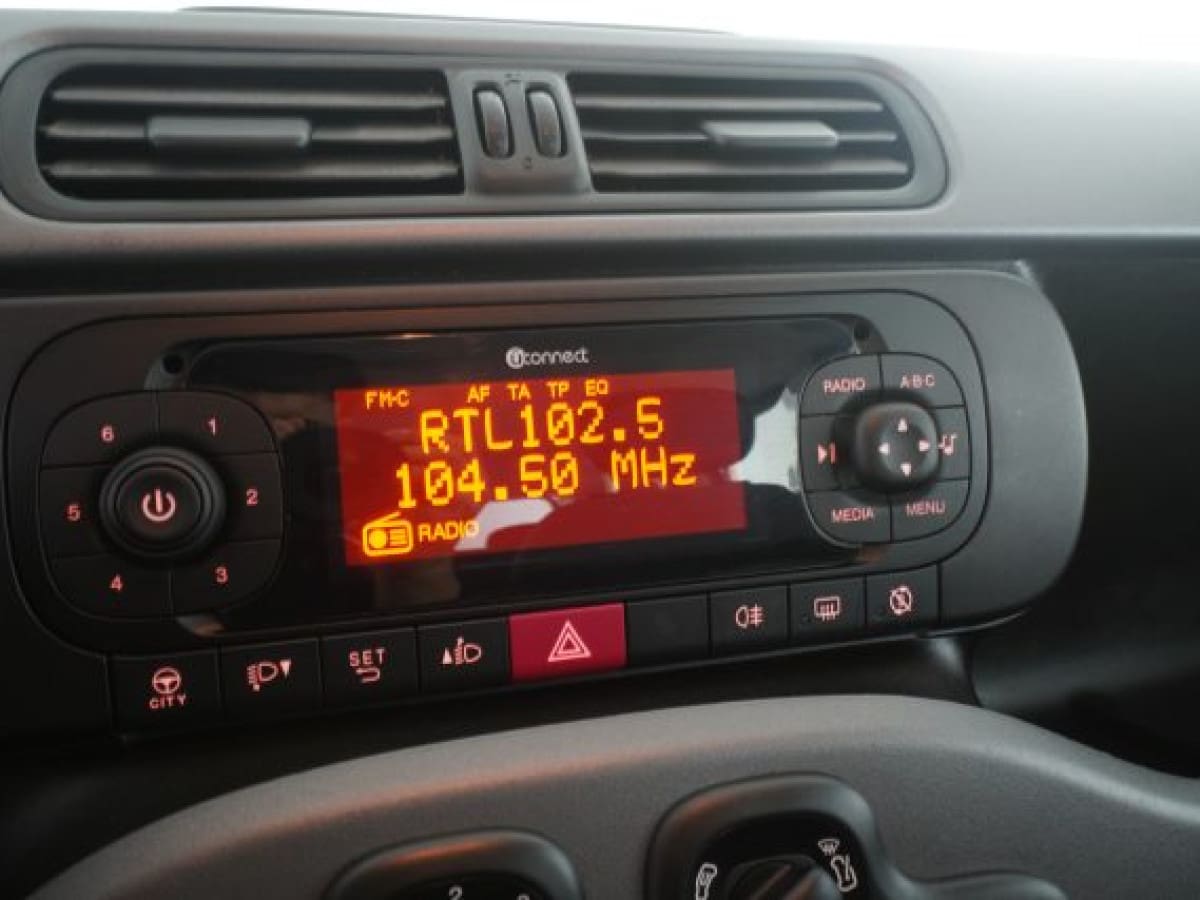 uconnect
FM-C AF TA TP EQ
RTL102.5
104.50 MHz
RADIO
6 1
5 2
4 3
RADIO A·B·C
MEDIA MENU
CITY
SET
2